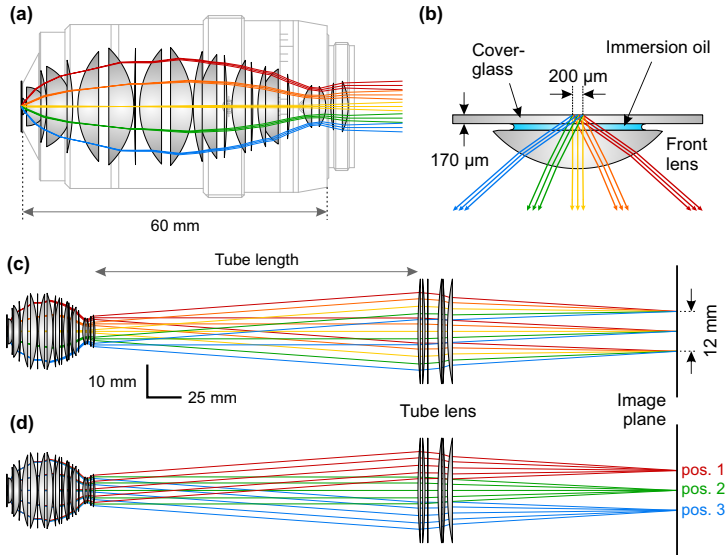 (a)
60 mm
(b)
Cover-
glass
200 µm
Immersion oil
170 µm
Front
lens
(c)
Tube length
12 mm
10 mm
25 mm
Tube lens
Image
plane
(d)
pos. 1
pos. 2
pos. 3